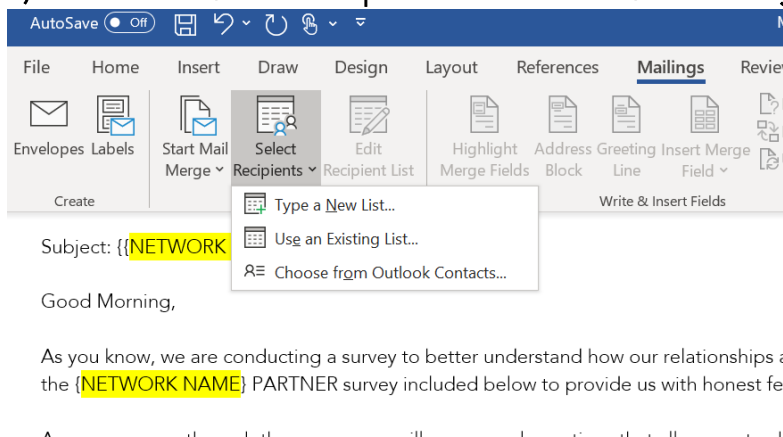 AutoSave Off
File Home Insert Draw Design Layout References Mailings Review
Envelopes Labels Start Mail Merge Select Recipients Edit Recipient List Highlight Merge Fields Address Block Greeting Line Insert Merge Field
Create Write & Insert Fields
Type a New List...
Use an Existing List...
Choose from Outlook Contacts...
Subject: {{NETWORK
Good Morning,
As you know, we are conducting a survey to better understand how our relationships a
the {NETWORK NAME} PARTNER survey included below to provide us with honest fe